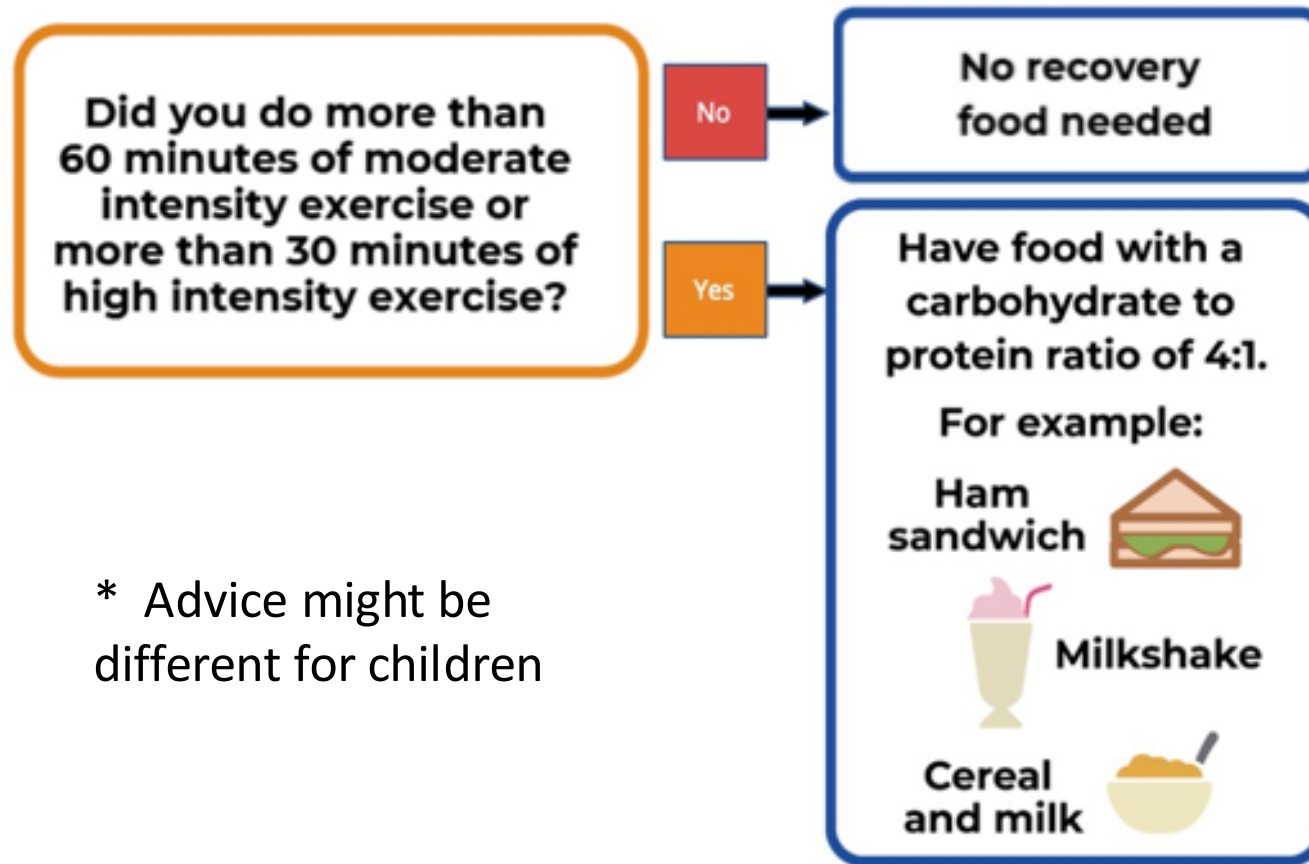 Did you do more than
60 minutes of moderate
intensity exercise or
more than 30 minutes of
high intensity exercise?
No
No recovery
food needed
Yes
Have food with a
carbohydrate to
protein ratio of 4:1.
For example:
Ham
sandwich
Milkshake
Cereal
and milk
* Advice might be
different for children